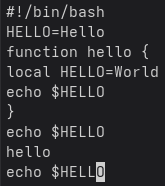 #!/bin/bash
HELLO=Hello
function hello {
local HELLO=World
echo $HELLO
}
echo $HELLO
hello
echo $HELLO